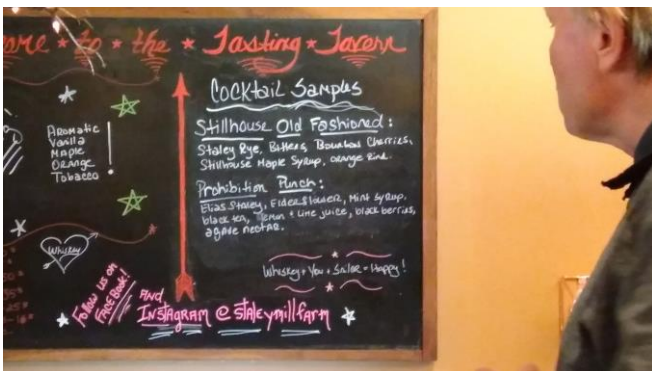 to * the * Tasting * Tavern
Cocktail Samples
Stillhouse Old Fashioned:
Staley Rye, Bitters, Bourbon Cherries,
Stillhouse Maple Syrup, orange Rind.
Prohibition Punch:
Elias Staley, Elderflower, Mint syrup,
black tea, lemon & lime juice, blackberries,
agave nectar.
Whiskey + You + Sailor = Happy!
Aromatic
Vanilla
Maple
Orange
Tobacco
Whiskey
Follow us on
FACEBook!
AND
INSTAGRAM @ staleymillfarm